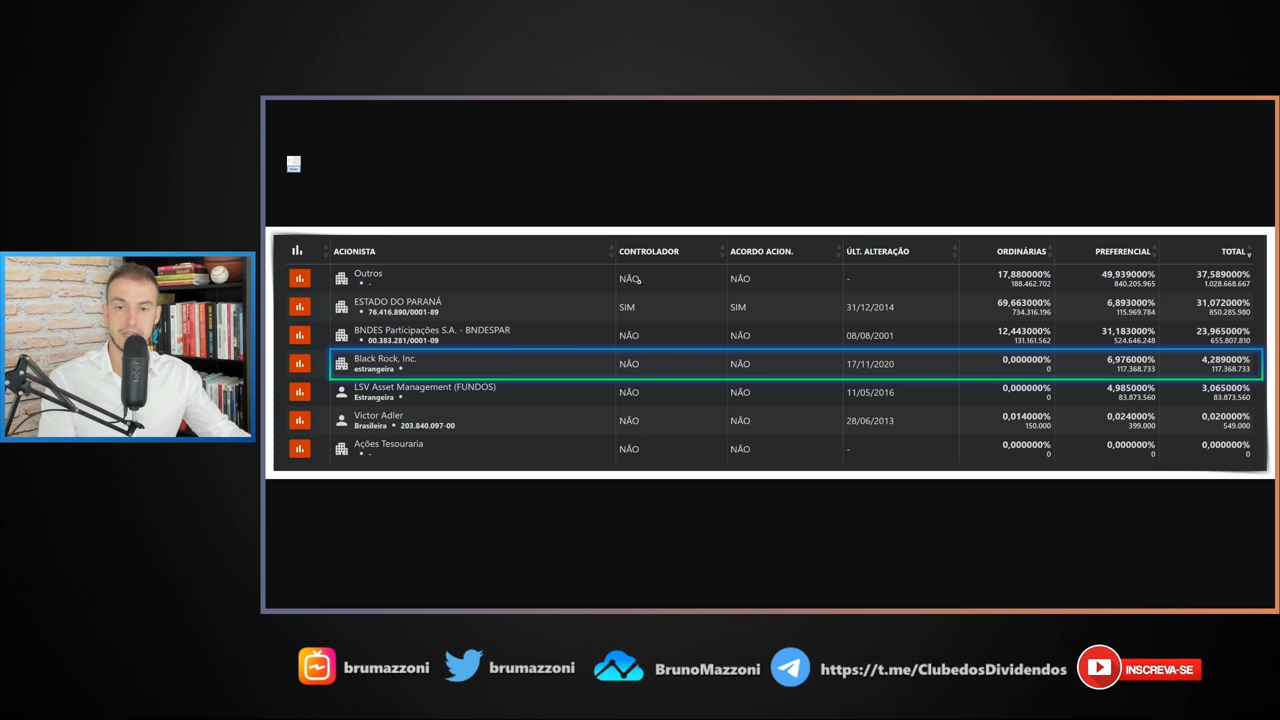 ACIONISTA CONTROLADOR ACORDO ACION. ÚLT. ALTERAÇÃO ORDINÁRIAS PREFERENCIAL TOTAL
Outros NÃO NÃO - 17,880000% 49,939000% 37,589000%
• - 188.462.702 840.205.965 1.028.668.667
ESTADO DO PARANÁ SIM SIM 31/12/2014 69,663000% 6,893000% 31,072000%
• 76.416.890/0001-89 734.316.196 115.969.784 850.285.980
BNDES Participações S.A. - BNDESPAR NÃO NÃO 08/08/2001 12,443000% 31,183000% 23,965000%
• 00.383.281/0001-09 131.161.562 524.646.248 655.807.810
Black Rock, Inc. NÃO NÃO 17/11/2020 0,000000% 6,976000% 4,289000%
estrangeira • 0 117.368.733 117.368.733
LSV Asset Management (FUNDOS) NÃO NÃO 11/05/2016 0,000000% 4,985000% 3,065000%
Estrangeira • 0 83.873.560 83.873.560
Victor Adler NÃO NÃO 28/06/2013 0,014000% 0,024000% 0,020000%
Brasileira • 203.840.097-00 150.000 399.000 549.000
Ações Tesouraria NÃO NÃO - 0,000000% 0,000000% 0,000000%
• - 0 0 0
brumazzoni brumazzoni BrunoMazzoni https://t.me/ClubedosDividendos INSCREVA-SE